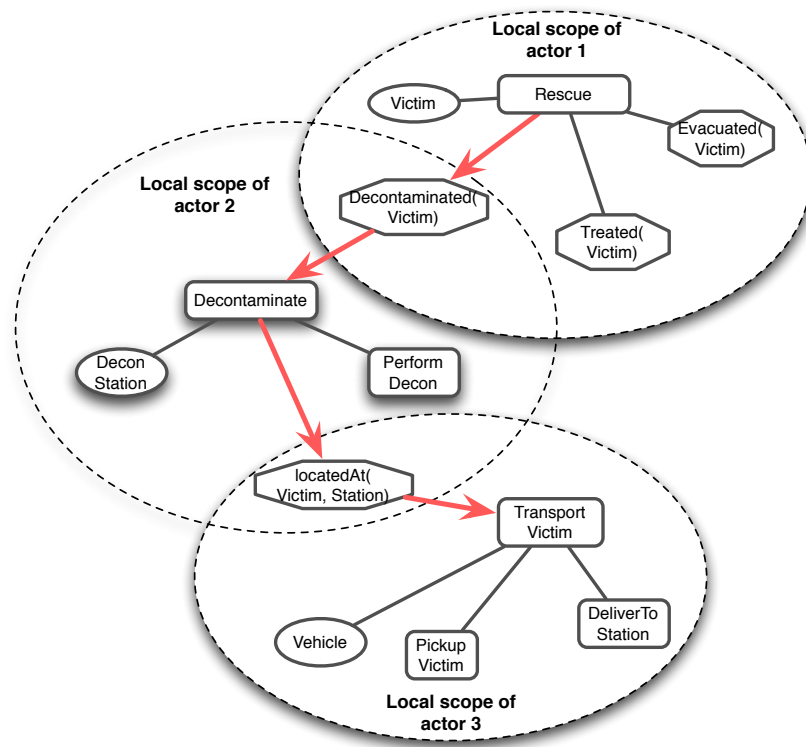 Local scope of
actor 1
Victim
Rescue
Evacuated(
Victim)
Local scope of
actor 2
Decontaminated(
Victim)
Treated(
Victim)
Decontaminate
Decon
Station
Perform
Decon
locatedAt(
Victim, Station)
Transport
Victim
Vehicle
Pickup
Victim
DeliverTo
Station
Local scope of
actor 3